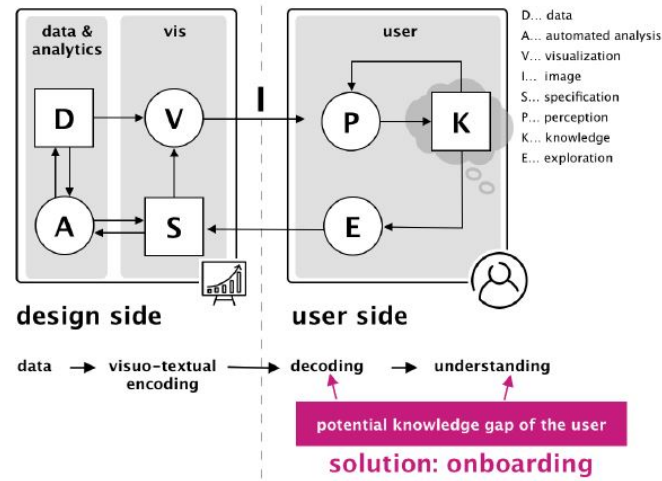 data &
analytics
vis
user
D
V
A
S
I
P
K
E
D... data
A... automated analysis
V... visualization
I... image
S... specification
P... perception
K... knowledge
E... exploration
design side
user side
data
visuo-textual
encoding
decoding
understanding
potential knowledge gap of the user
solution: onboarding